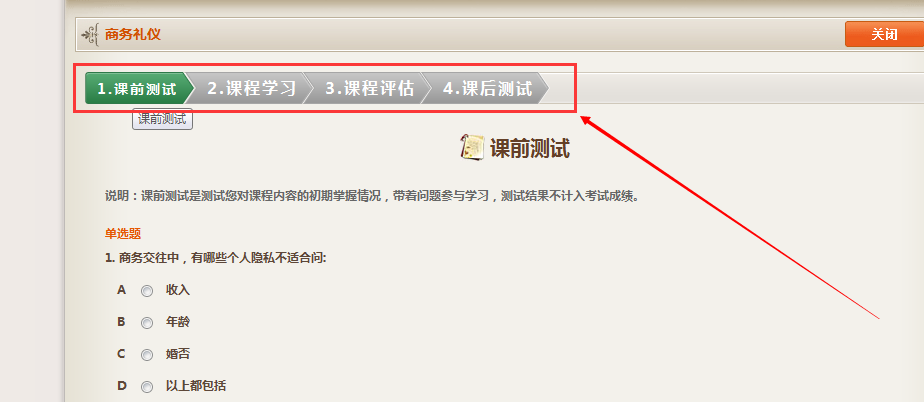 商务礼仪
关闭
1.课前测试 2.课程学习 3.课程评估 4.课后测试
课前测试
课前测试
说明：课前测试是测试您对课程内容的初期掌握情况，带着问题参与学习，测试结果不计入考试成绩。
单选题
1. 商务交往中，有哪些个人隐私不适合问:
A 收入
B 年龄
C 婚否
D 以上都包括